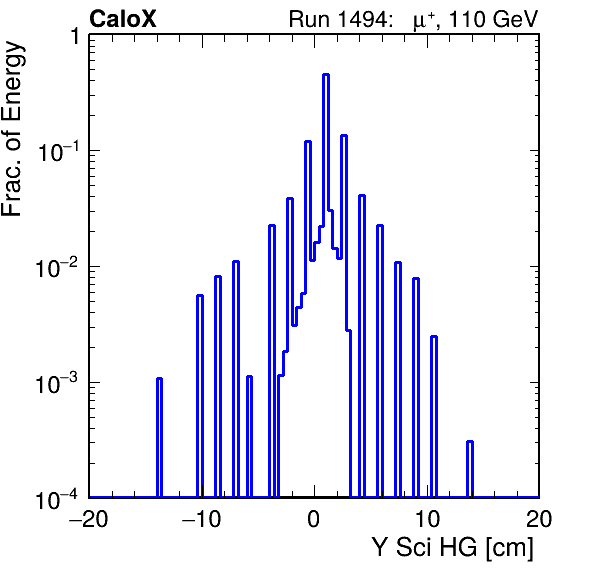 CaloX Run 1494: μ⁺, 110 GeV
Frac. of Energy
1
10⁻¹
10⁻²
10⁻³
10⁻⁴
−20 −10 0 10 20
Y Sci HG [cm]